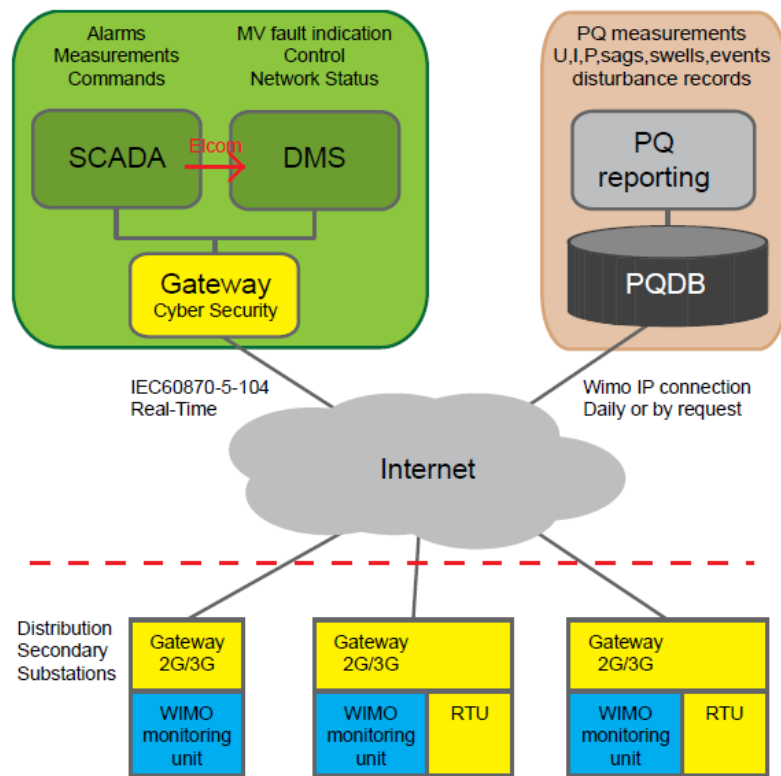 Alarms
Measurements
Commands
MV fault indication
Control
Network Status
SCADA
Elcom
DMS
Gateway
Cyber Security
PQ measurements
U,I,P,sags,swells,events
disturbance records
PQ
reporting
PQDB
IEC60870-5-104
Real-Time
Wimo IP connection
Daily or by request
Internet
Distribution
Secondary
Substations
Gateway
2G/3G
WIMO
monitoring
unit
Gateway
2G/3G
WIMO
monitoring
unit
RTU
Gateway
2G/3G
WIMO
monitoring
unit
RTU